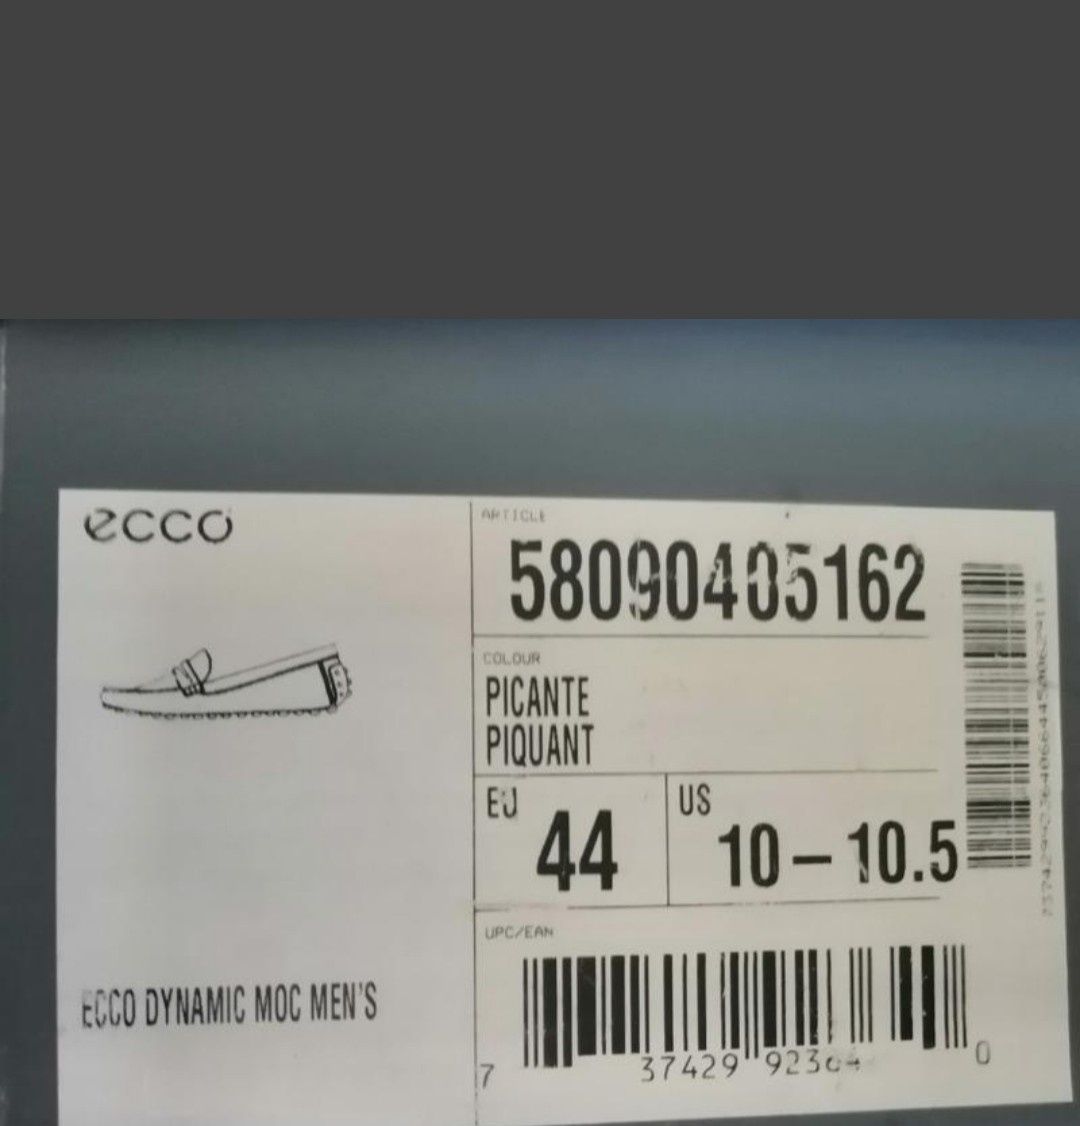 ecco
ARTICLE
58090405162
COLOUR
PICANTE
PIQUANT
EU
44
US
10 – 10.5
UPC/EAN
ECCO DYNAMIC MOC MEN'S
7 37429 0